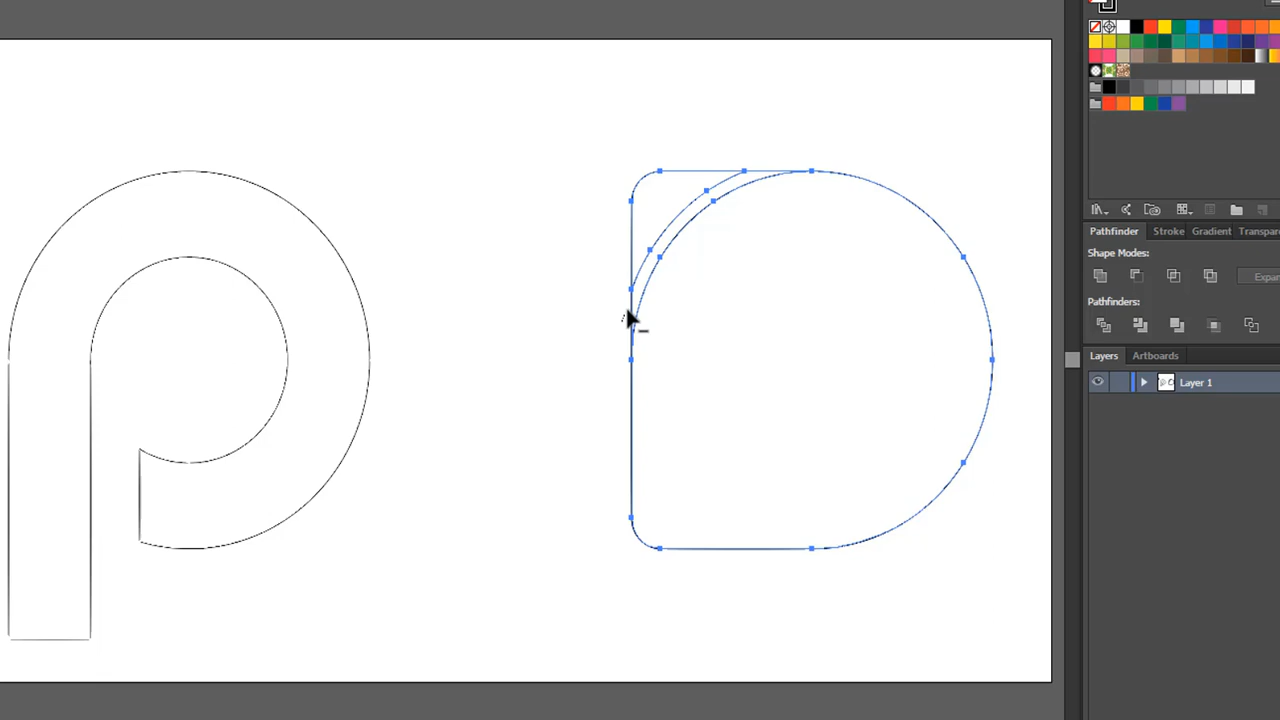 Pathfinder Stroke Gradient Transpar
Shape Modes:
Expan
Pathfinders:
Layers Artboards
Layer 1